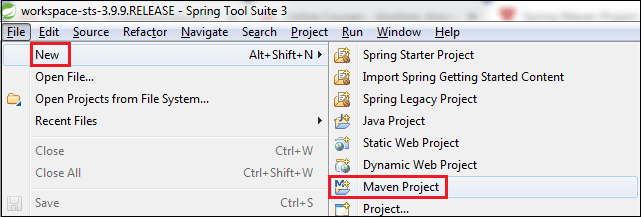 workspace-sts-3.9.9.RELEASE - Spring Tool Suite 3
File Edit Source Refactor Navigate Search Project Run Window Help
New Alt+Shift+N
Open File...
Open Projects from File System...
Recent Files
Close Ctrl+W
Close All Ctrl+Shift+W
Save Ctrl+S
Spring Starter Project
Import Spring Getting Started Content
Spring Legacy Project
Java Project
Static Web Project
Dynamic Web Project
Maven Project
Project...